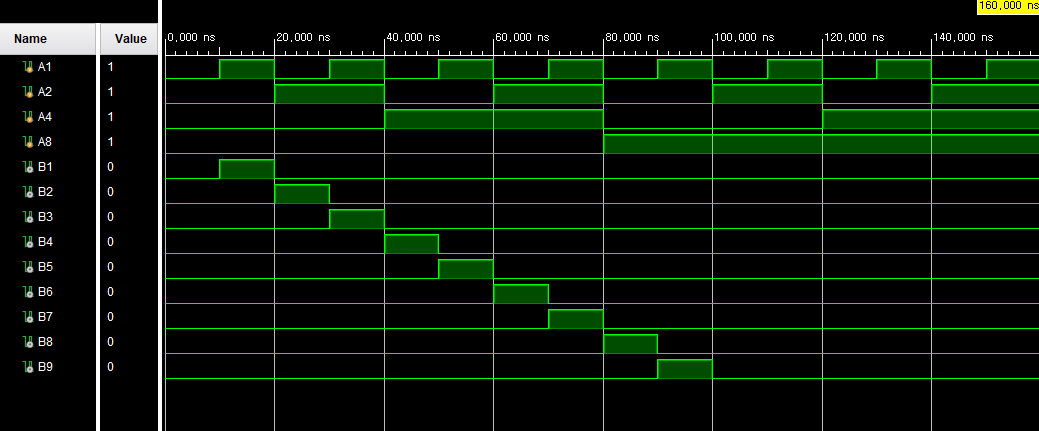 160,000 ns
Name Value
0,000 ns 20,000 ns 40,000 ns 60,000 ns 80,000 ns 100,000 ns 120,000 ns 140,000 ns
A1 1
A2 1
A4 1
A8 1
B1 0
B2 0
B3 0
B4 0
B5 0
B6 0
B7 0
B8 0
B9 0